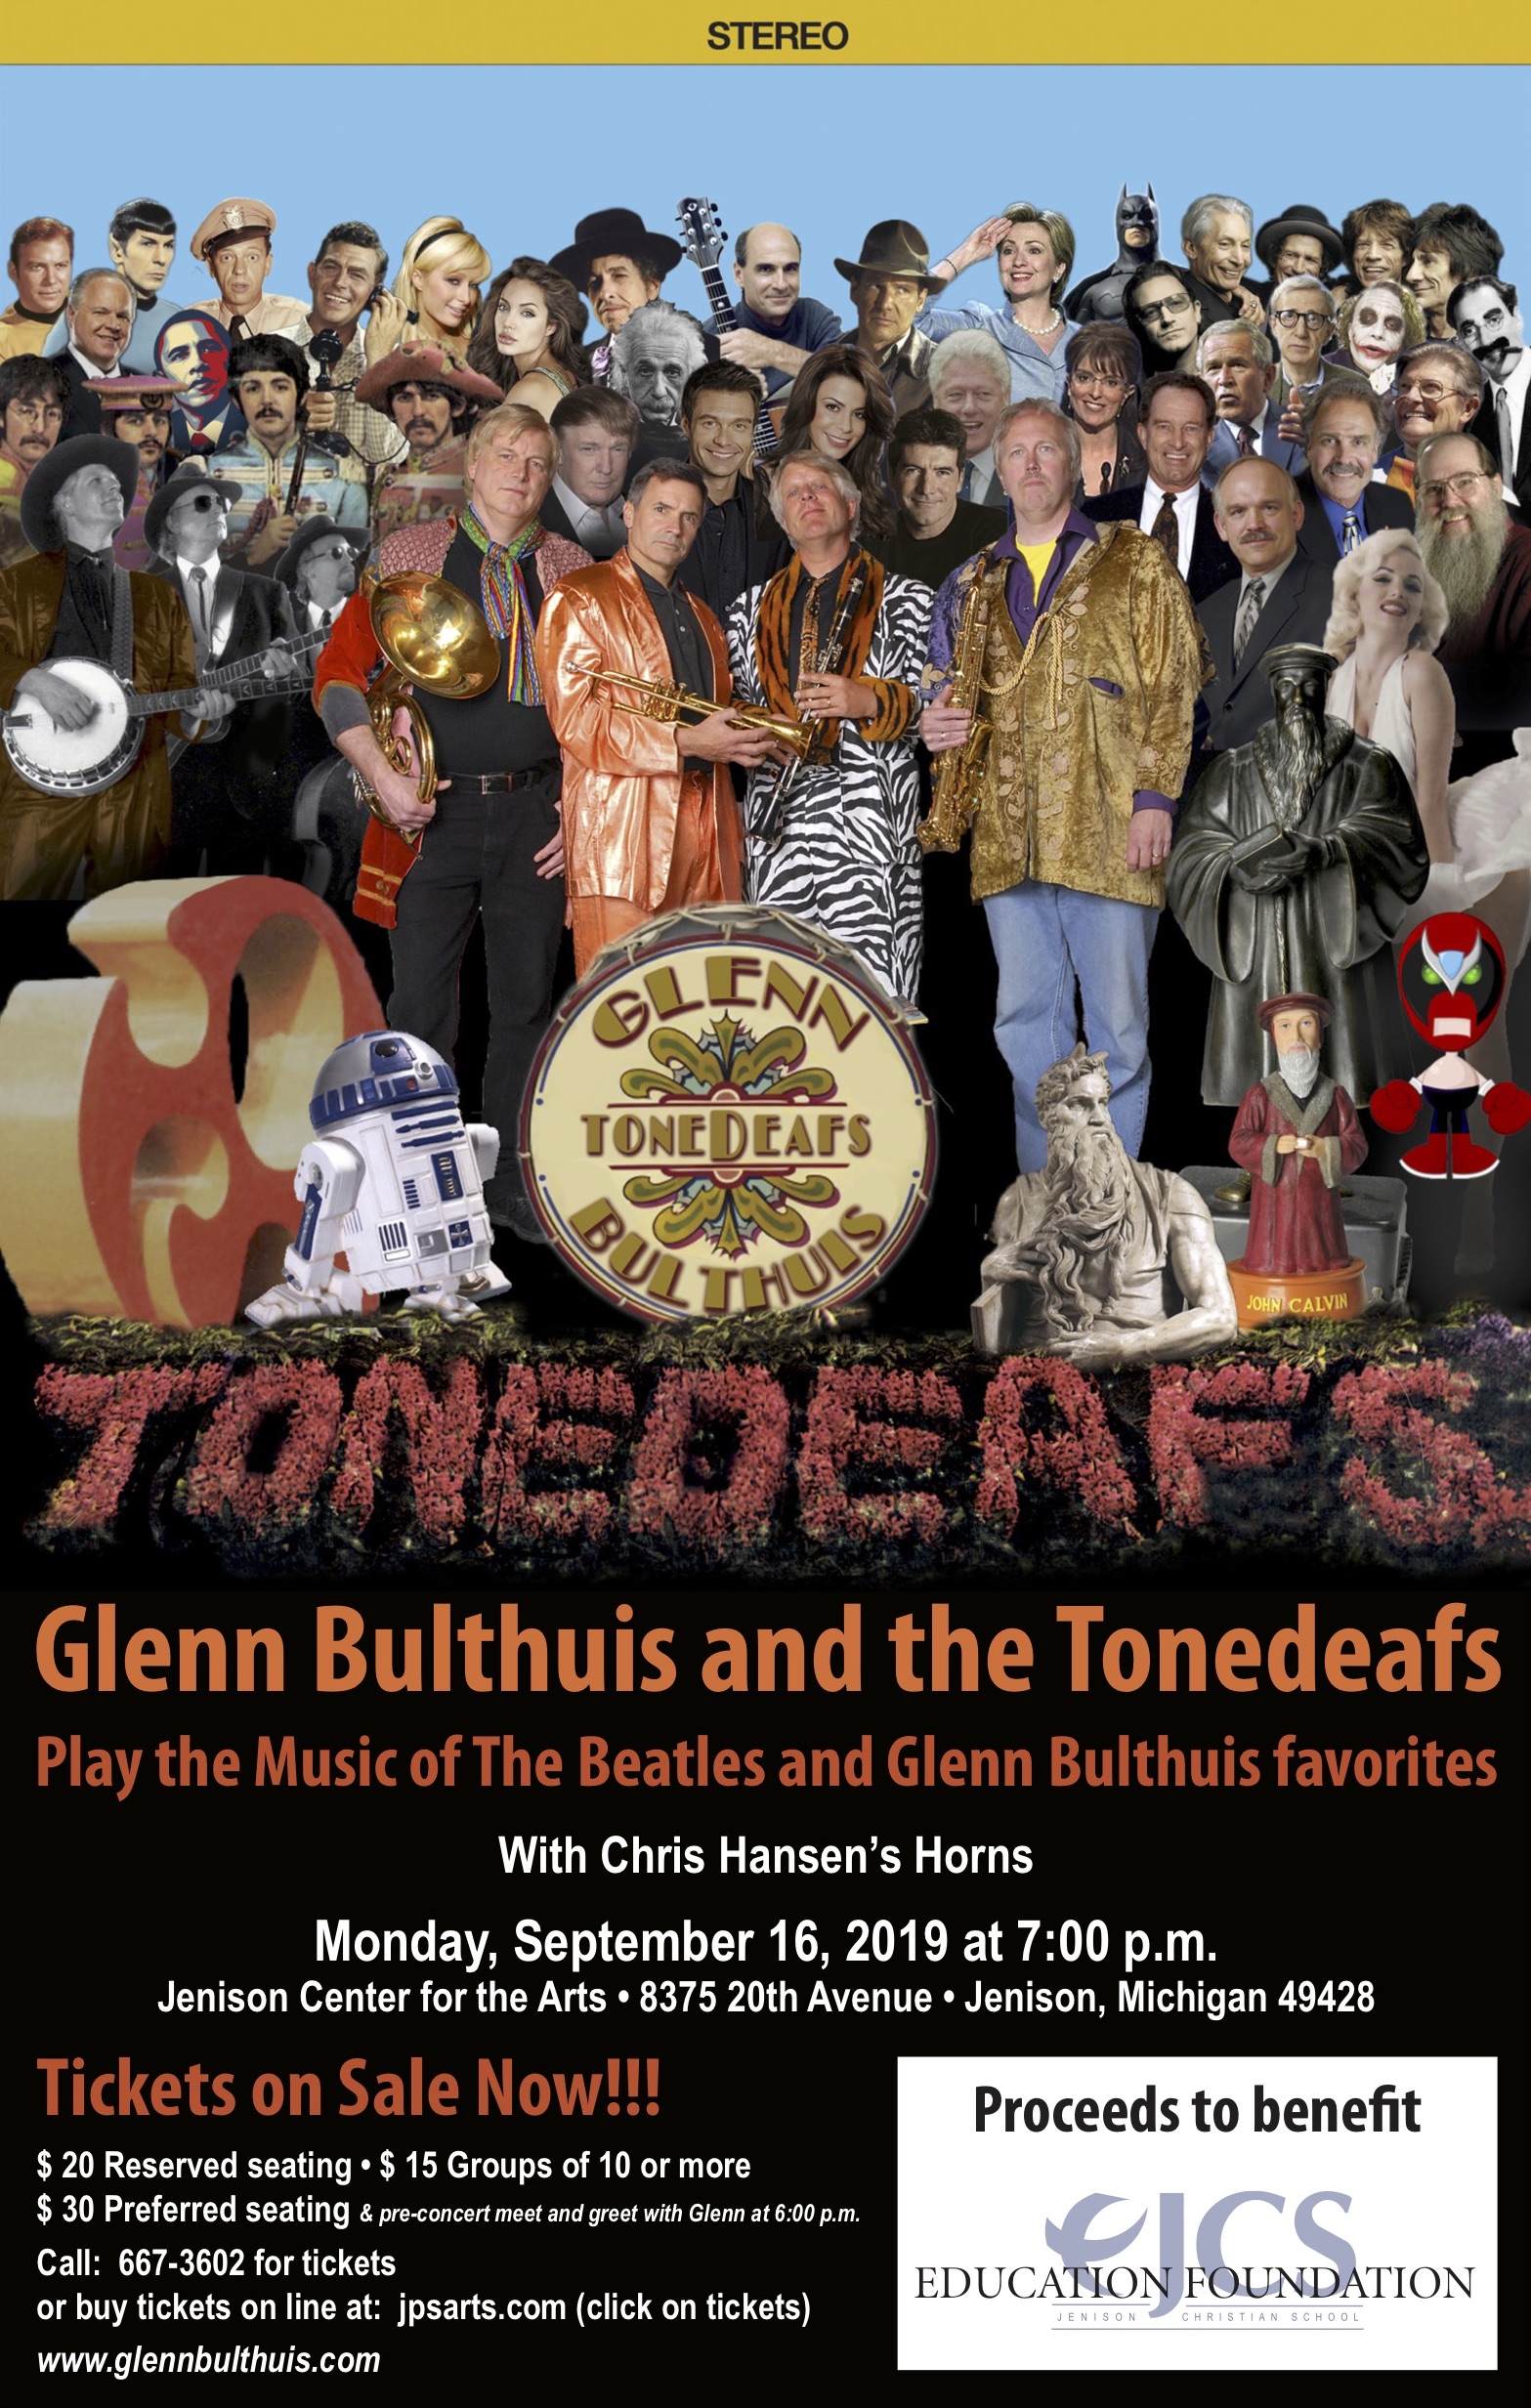 STEREO
GLENN
TONEDEAFS
BULTHUIS
JOHN CALVIN
TONEDEAFS
Glenn Bulthuis and the Tonedeafs
Play the Music of The Beatles and Glenn Bulthuis favorites
With Chris Hansen’s Horns
Monday, September 16, 2019 at 7:00 p.m.
Jenison Center for the Arts • 8375 20th Avenue • Jenison, Michigan 49428
Tickets on Sale Now!!!
$ 20 Reserved seating • $ 15 Groups of 10 or more
$ 30 Preferred seating & pre-concert meet and greet with Glenn at 6:00 p.m.
Call:  667-3602 for tickets
or buy tickets on line at:  jpsarts.com (click on tickets)
www.glennbulthuis.com
Proceeds to benefit
eJCS
EDUCATION FOUNDATION
JENISON CHRISTIAN SCHOOL